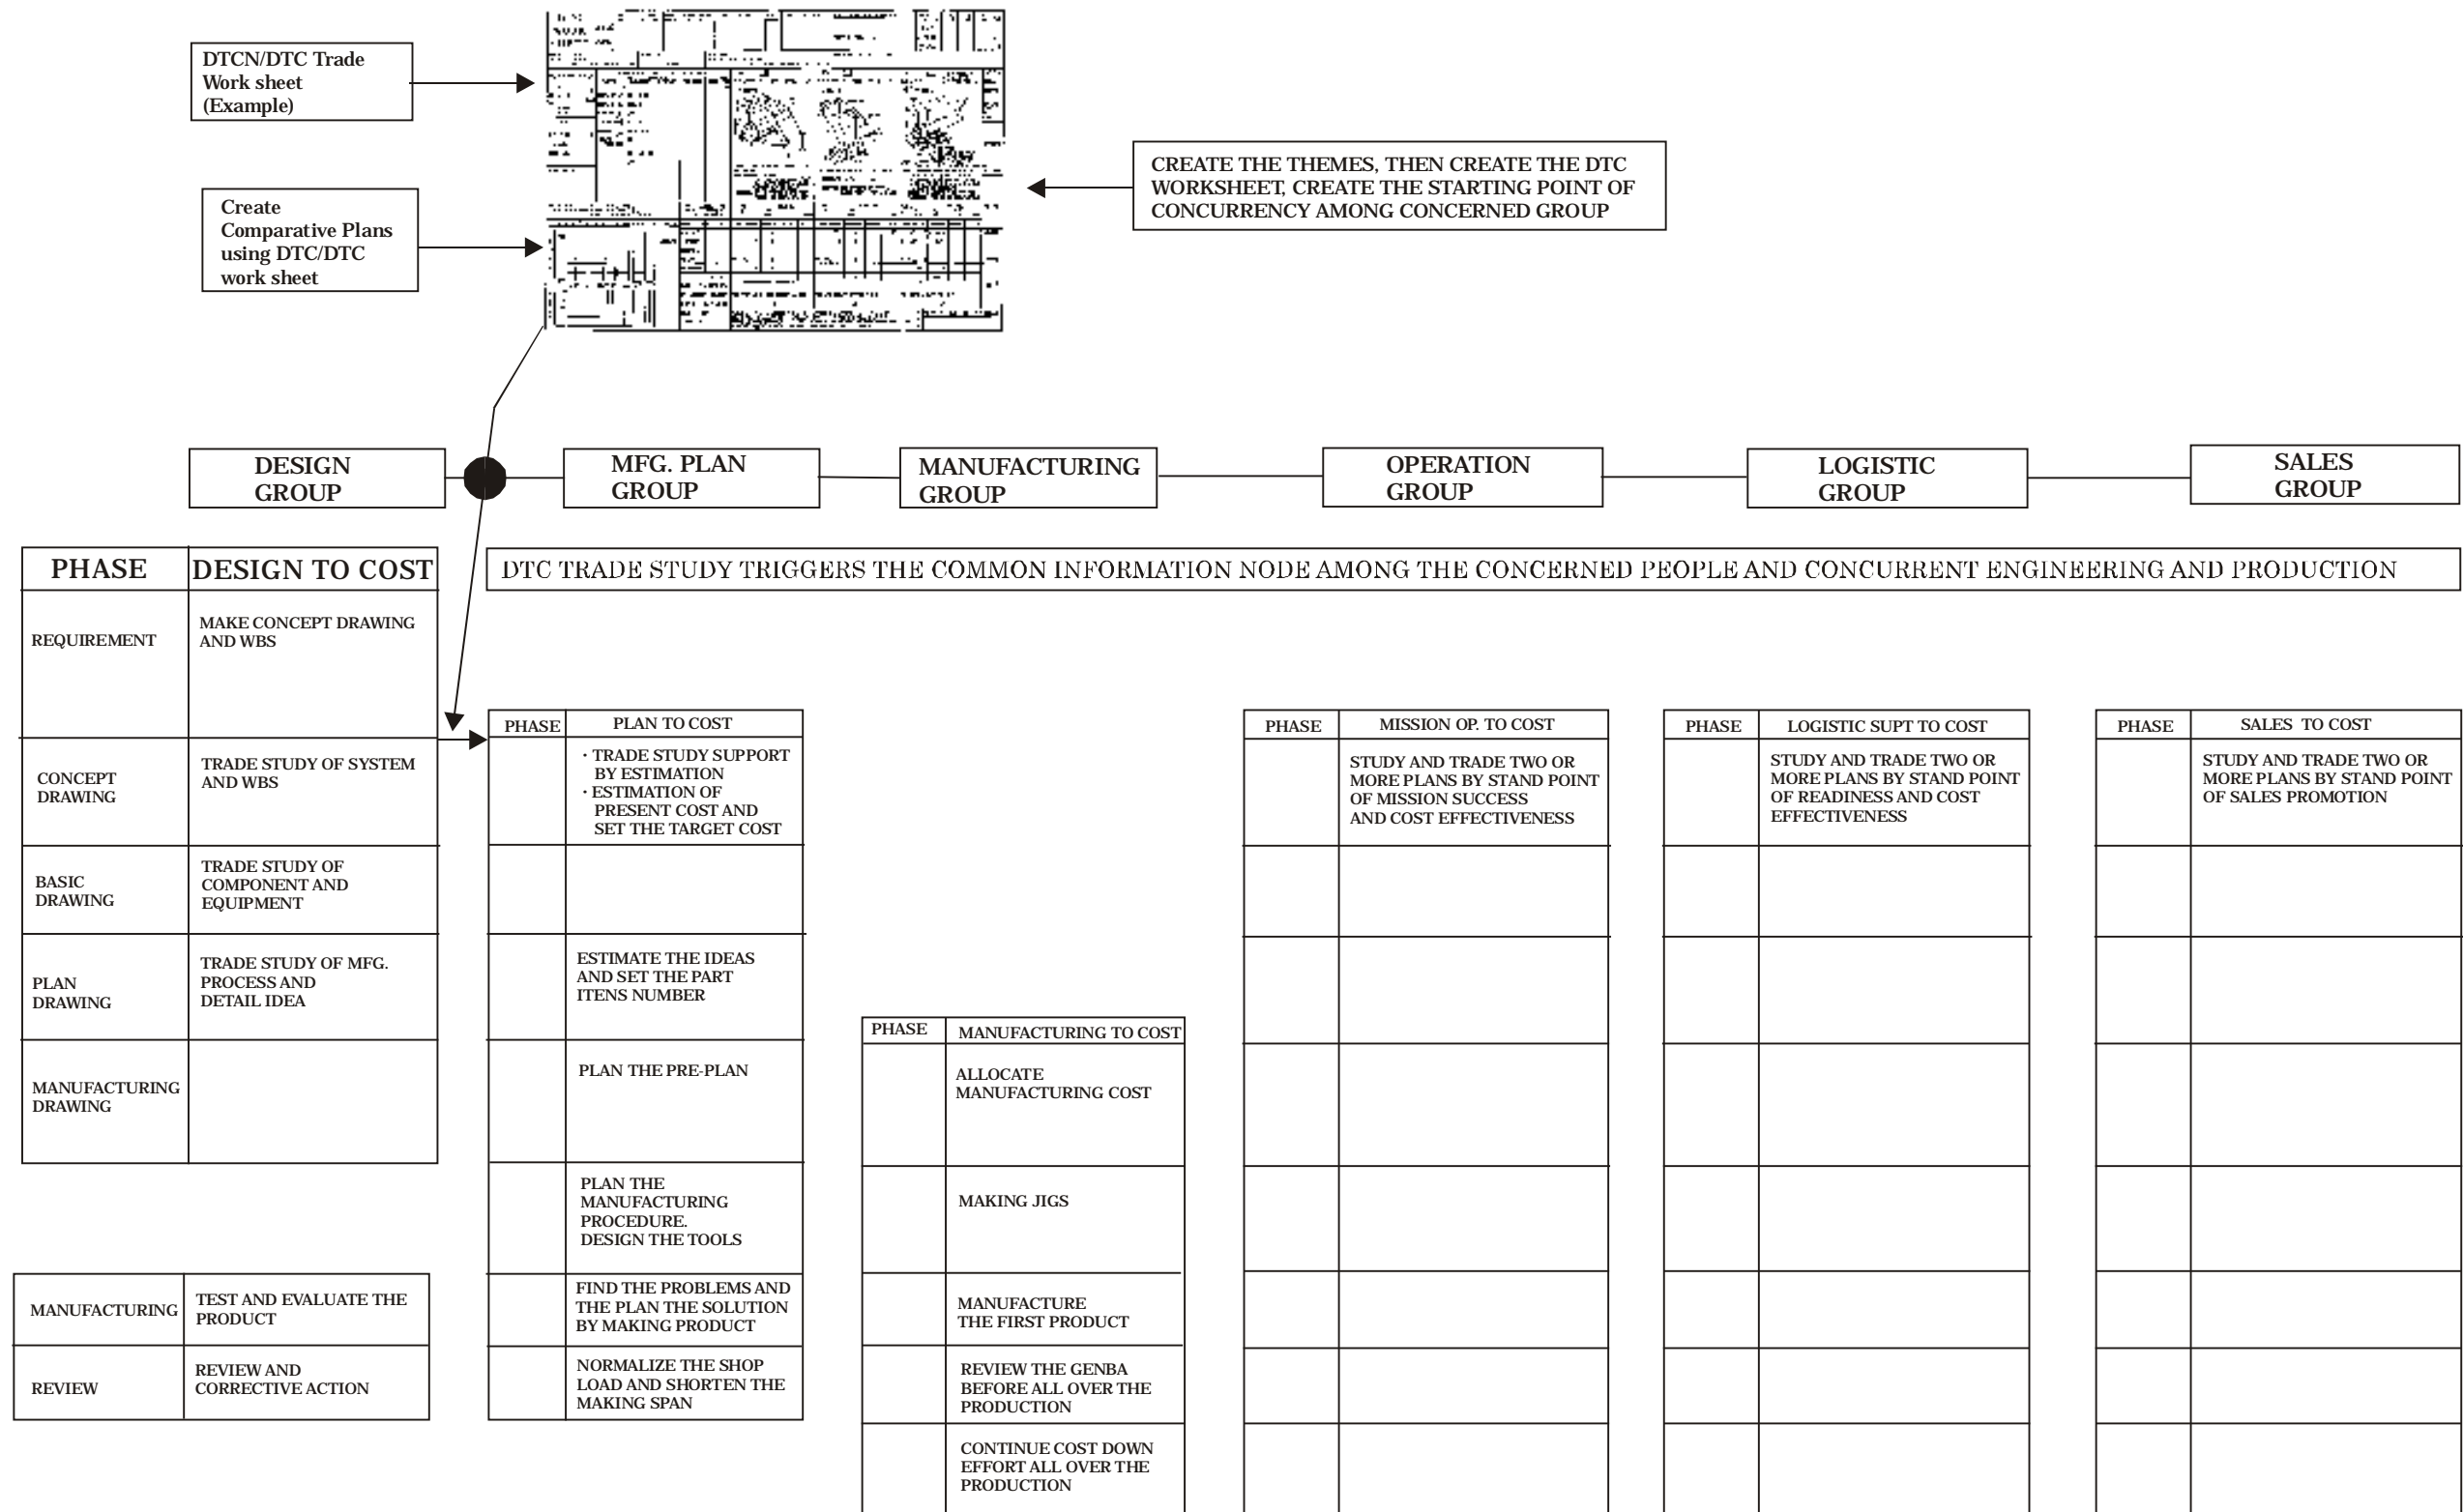 DTCN/DTC Trade
Work sheet
(Example)
Create
Comparative Plans
using DTC/DTC
work sheet
CREATE THE THEMES, THEN CREATE THE DTC
WORKSHEET, CREATE THE STARTING POINT OF
CONCURRENCY AMONG CONCERNED GROUP
DESIGN
GROUP
MFG. PLAN
GROUP
MANUFACTURING
GROUP
OPERATION
GROUP
LOGISTIC
GROUP
SALES
GROUP
PHASE
DESIGN TO COST
DTC TRADE STUDY TRIGGERS THE COMMON INFORMATION NODE AMONG THE CONCERNED PEOPLE AND CONCURRENT ENGINEERING AND PRODUCTION
REQUIREMENT
MAKE CONCEPT DRAWING
AND WBS
CONCEPT
DRAWING
TRADE STUDY OF SYSTEM
AND WBS
BASIC
DRAWING
TRADE STUDY OF
COMPONENT AND
EQUIPMENT
PLAN
DRAWING
TRADE STUDY OF MFG.
PROCESS AND
DETAIL IDEA
MANUFACTURING
DRAWING
MANUFACTURING
TEST AND EVALUATE THE
PRODUCT
REVIEW
REVIEW AND
CORRECTIVE ACTION
PHASE
PLAN TO COST
· TRADE STUDY SUPPORT
BY ESTIMATION
· ESTIMATION OF
PRESENT COST AND
SET THE TARGET COST
ESTIMATE THE IDEAS
AND SET THE PART
ITENS NUMBER
PLAN THE PRE-PLAN
PLAN THE
MANUFACTURING
PROCEDURE.
DESIGN THE TOOLS
FIND THE PROBLEMS AND
THE PLAN THE SOLUTION
BY MAKING PRODUCT
NORMALIZE THE SHOP
LOAD AND SHORTEN THE
MAKING SPAN
PHASE
MANUFACTURING TO COST
ALLOCATE
MANUFACTURING COST
MAKING JIGS
MANUFACTURE
THE FIRST PRODUCT
REVIEW THE GENBA
BEFORE ALL OVER THE
PRODUCTION
CONTINUE COST DOWN
EFFORT ALL OVER THE
PRODUCTION
PHASE
MISSION OP. TO COST
STUDY AND TRADE TWO OR
MORE PLANS BY STAND POINT
OF MISSION SUCCESS
AND COST EFFECTIVENESS
PHASE
LOGISTIC SUPT TO COST
STUDY AND TRADE TWO OR
MORE PLANS BY STAND POINT
OF READINESS AND COST
EFFECTIVENESS
PHASE
SALES TO COST
STUDY AND TRADE TWO OR
MORE PLANS BY STAND POINT
OF SALES PROMOTION